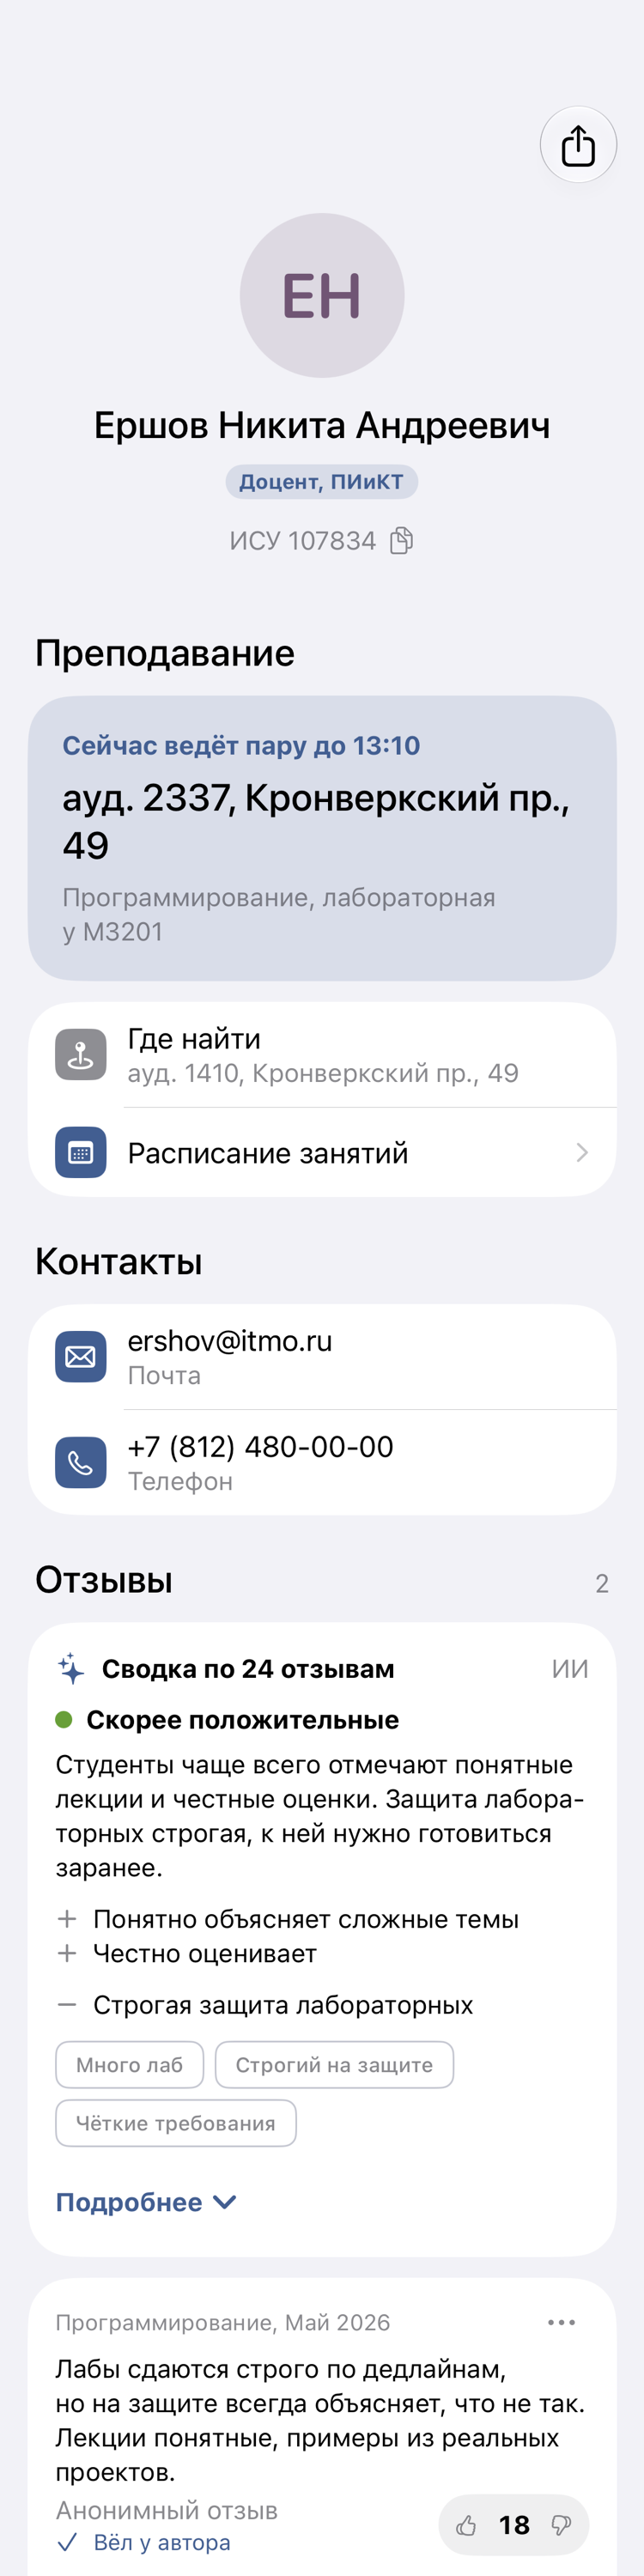 ЕН
Ершов Никита Андреевич
Доцент, ПИиКТ
ИСУ 107834
Преподавание
Сейчас ведёт пару до 13:10
ауд. 2337, Кронверкский пр.,
49
Программирование, лабораторная
у M3201
Где найти
ауд. 1410, Кронверкский пр., 49
Расписание занятий
Контакты
ershov@itmo.ru
Почта
+7 (812) 480-00-00
Телефон
Отзывы
2
Сводка по 24 отзывам
ИИ
Скорее положительные
Студенты чаще всего отмечают понятные
лекции и честные оценки. Защита лабора-
торных строгая, к ней нужно готовиться
заранее.
+ Понятно объясняет сложные темы
+ Честно оценивает
− Строгая защита лабораторных
Много лаб
Строгий на защите
Чёткие требования
Подробнее
Программирование, Май 2026
Лабы сдаются строго по дедлайнам,
но на защите всегда объясняет, что не так.
Лекции понятные, примеры из реальных
проектов.
Анонимный отзыв
Вёл у автора
18